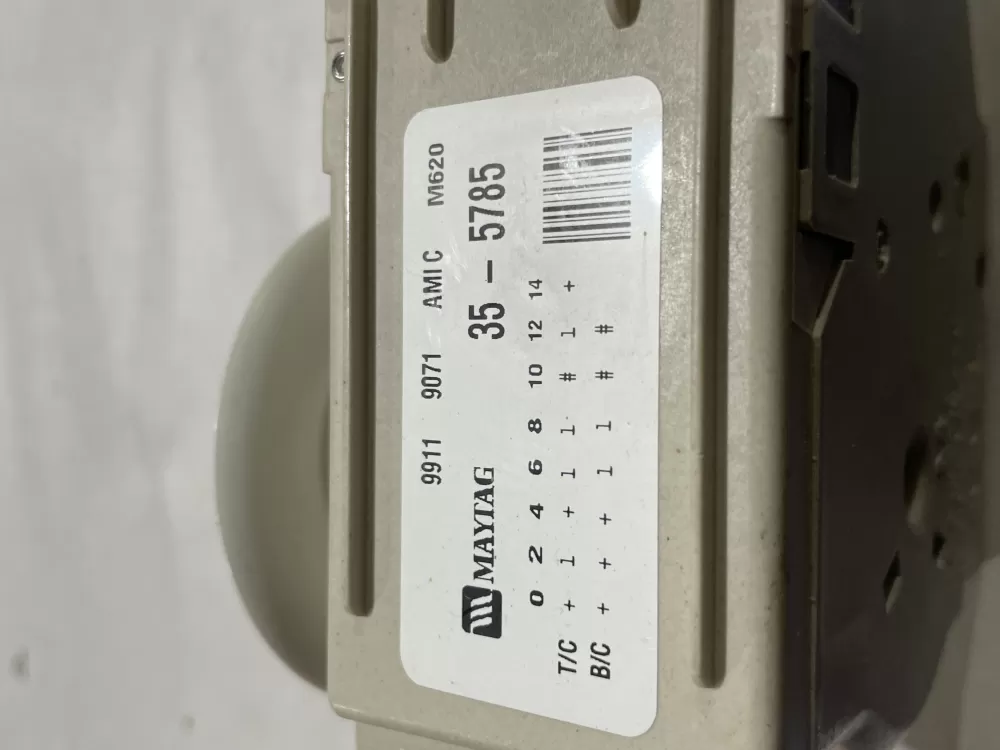 9911 9071 AMI C M620
MAYTAG 35 – 5785
0 2 4 6 8 10 12 14
T/C + 1 + 1 1 # 1 +
B/C + + + 1 1 # #